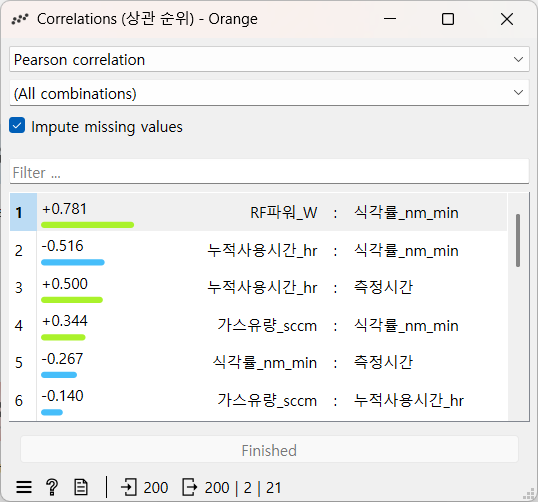 Correlations (상관 순위) - Orange
Pearson correlation
(All combinations)
Impute missing values
Filter ...
1 +0.781 RF파워_W : 식각률_nm_min
2 -0.516 누적사용시간_hr : 식각률_nm_min
3 +0.500 누적사용시간_hr : 측정시간
4 +0.344 가스유량_sccm : 식각률_nm_min
5 -0.267 식각률_nm_min : 측정시간
6 -0.140 가스유량_sccm : 누적사용시간_hr
Finished
200 200 | 2 | 21